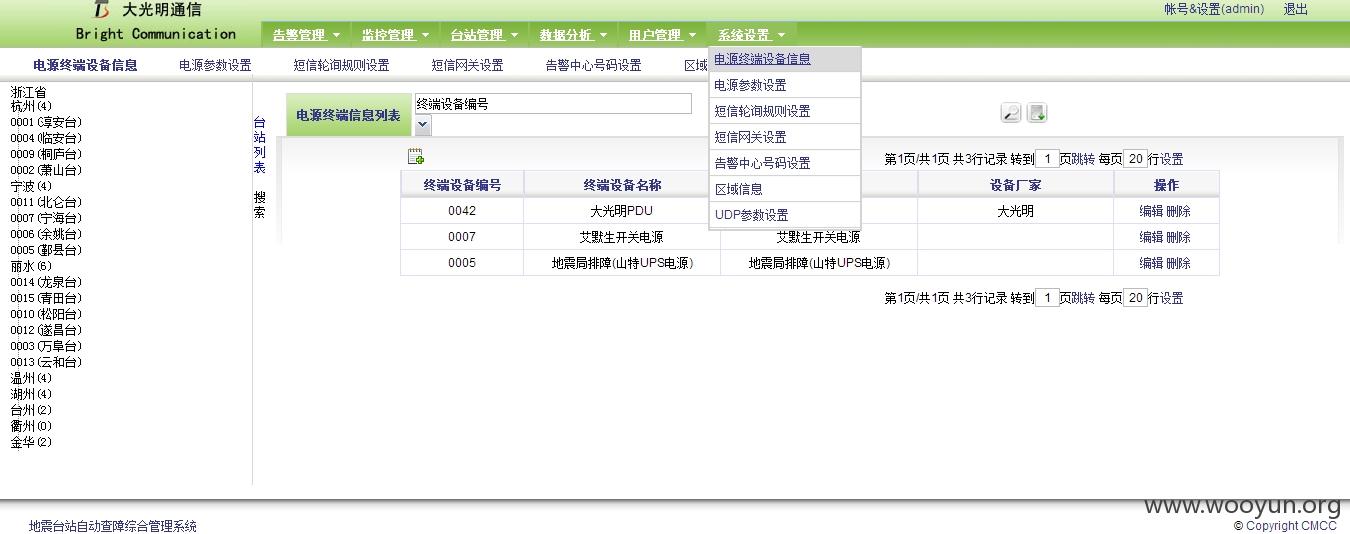 大光明通信
Bright Communication
帐号&设置(admin) 退出
告警管理 监控管理 台站管理 数据分析 用户管理 系统设置
电源终端设备信息 电源参数设置 短信轮询规则设置 短信网关设置 告警中心号码设置 区域
电源终端设备信息
电源参数设置
短信轮询规则设置
短信网关设置
告警中心号码设置
区域信息
UDP参数设置
浙江省
杭州(4)
0001(淳安台)
0004(临安台)
0009(桐庐台)
0002(萧山台)
宁波(4)
0011(北仑台)
0007(宁海台)
0006(余姚台)
0005(鄞县台)
丽水(6)
0014(龙泉台)
0015(青田台)
0010(松阳台)
0012(遂昌台)
0003(万阜台)
0013(云和台)
温州(4)
湖州(4)
台州(2)
衢州(0)
金华(2)
台站列表
搜索
电源终端信息列表
终端设备编号
第1页/共1页 共3行记录 转到 1 页跳转 每页 20 行设置
终端设备编号 终端设备名称 设备厂家 操作
0042 大光明PDU 大光明 编辑 删除
0007 艾默生开关电源 艾默生开关电源 编辑 删除
0005 地震局排障(山特UPS电源) 地震局排障(山特UPS电源) 编辑 删除
第1页/共1页 共3行记录 转到 1 页跳转 每页 20 行设置
www.wooyun.org
地震台站自动查障综合管理系统
© Copyright CMCC